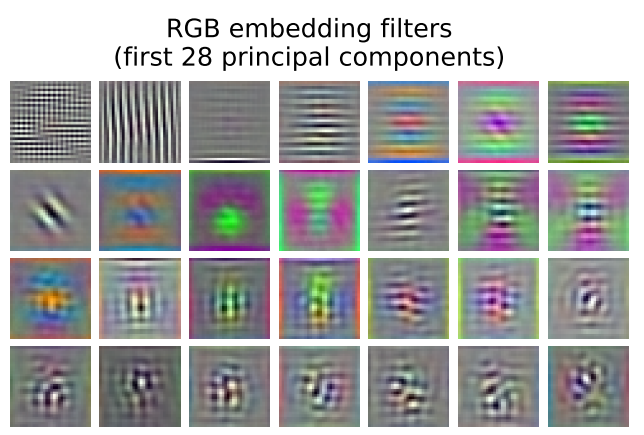 RGB embedding filters
(first 28 principal components)